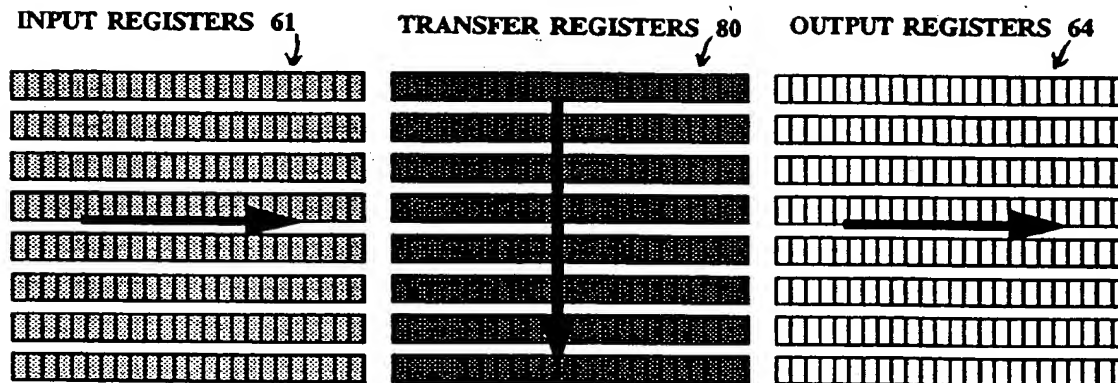 INPUT REGISTERS 61
TRANSFER REGISTERS 80
OUTPUT REGISTERS 64